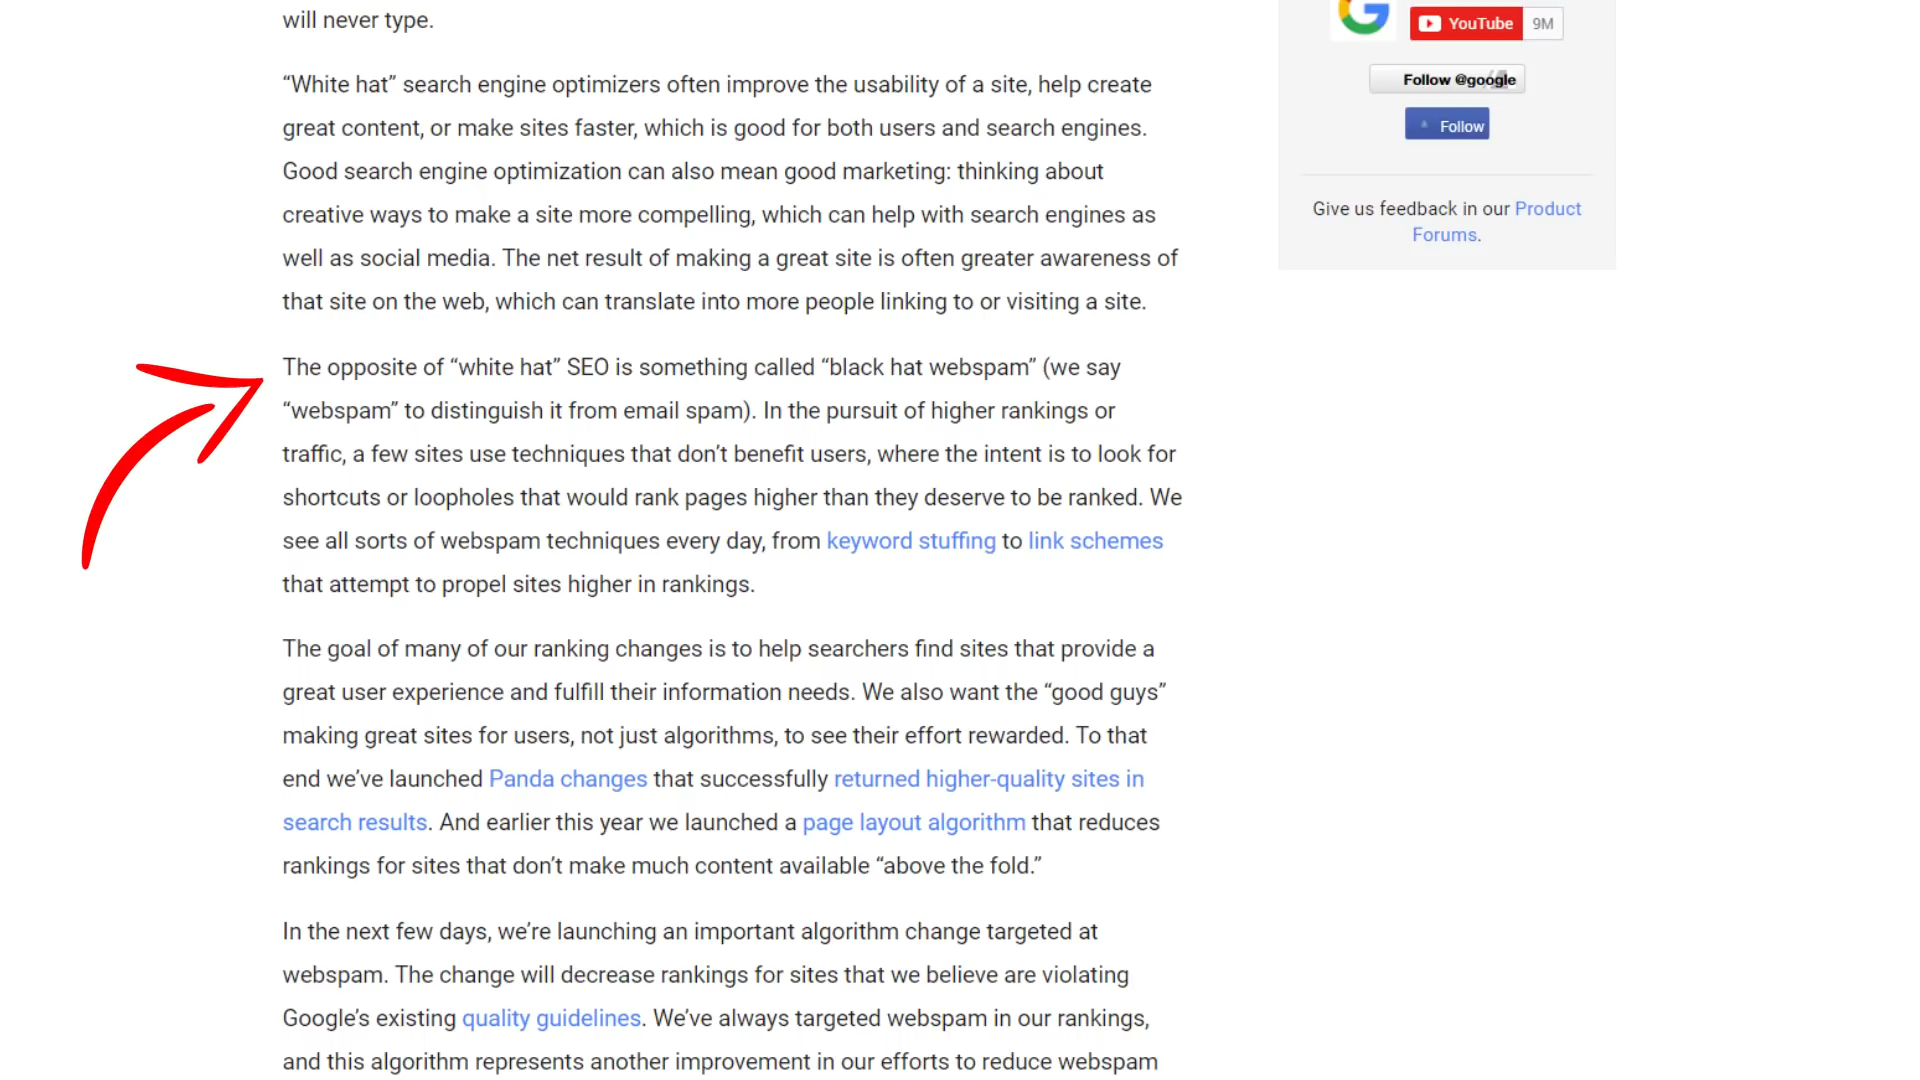 will never type.
“White hat” search engine optimizers often improve the usability of a site, help create
great content, or make sites faster, which is good for both users and search engines.
Good search engine optimization can also mean good marketing: thinking about
creative ways to make a site more compelling, which can help with search engines as
well as social media. The net result of making a great site is often greater awareness of
that site on the web, which can translate into more people linking to or visiting a site.
The opposite of “white hat” SEO is something called “black hat webspam” (we say
“webspam” to distinguish it from email spam). In the pursuit of higher rankings or
traffic, a few sites use techniques that don’t benefit users, where the intent is to look for
shortcuts or loopholes that would rank pages higher than they deserve to be ranked. We
see all sorts of webspam techniques every day, from keyword stuffing to link schemes
that attempt to propel sites higher in rankings.
The goal of many of our ranking changes is to help searchers find sites that provide a
great user experience and fulfill their information needs. We also want the “good guys”
making great sites for users, not just algorithms, to see their effort rewarded. To that
end we’ve launched Panda changes that successfully returned higher-quality sites in
search results. And earlier this year we launched a page layout algorithm that reduces
rankings for sites that don’t make much content available “above the fold.”
In the next few days, we’re launching an important algorithm change targeted at
webspam. The change will decrease rankings for sites that we believe are violating
Google’s existing quality guidelines. We’ve always targeted webspam in our rankings,
and this algorithm represents another improvement in our efforts to reduce webspam
YouTube 9M
Follow @google
Follow
Give us feedback in our Product
Forums.